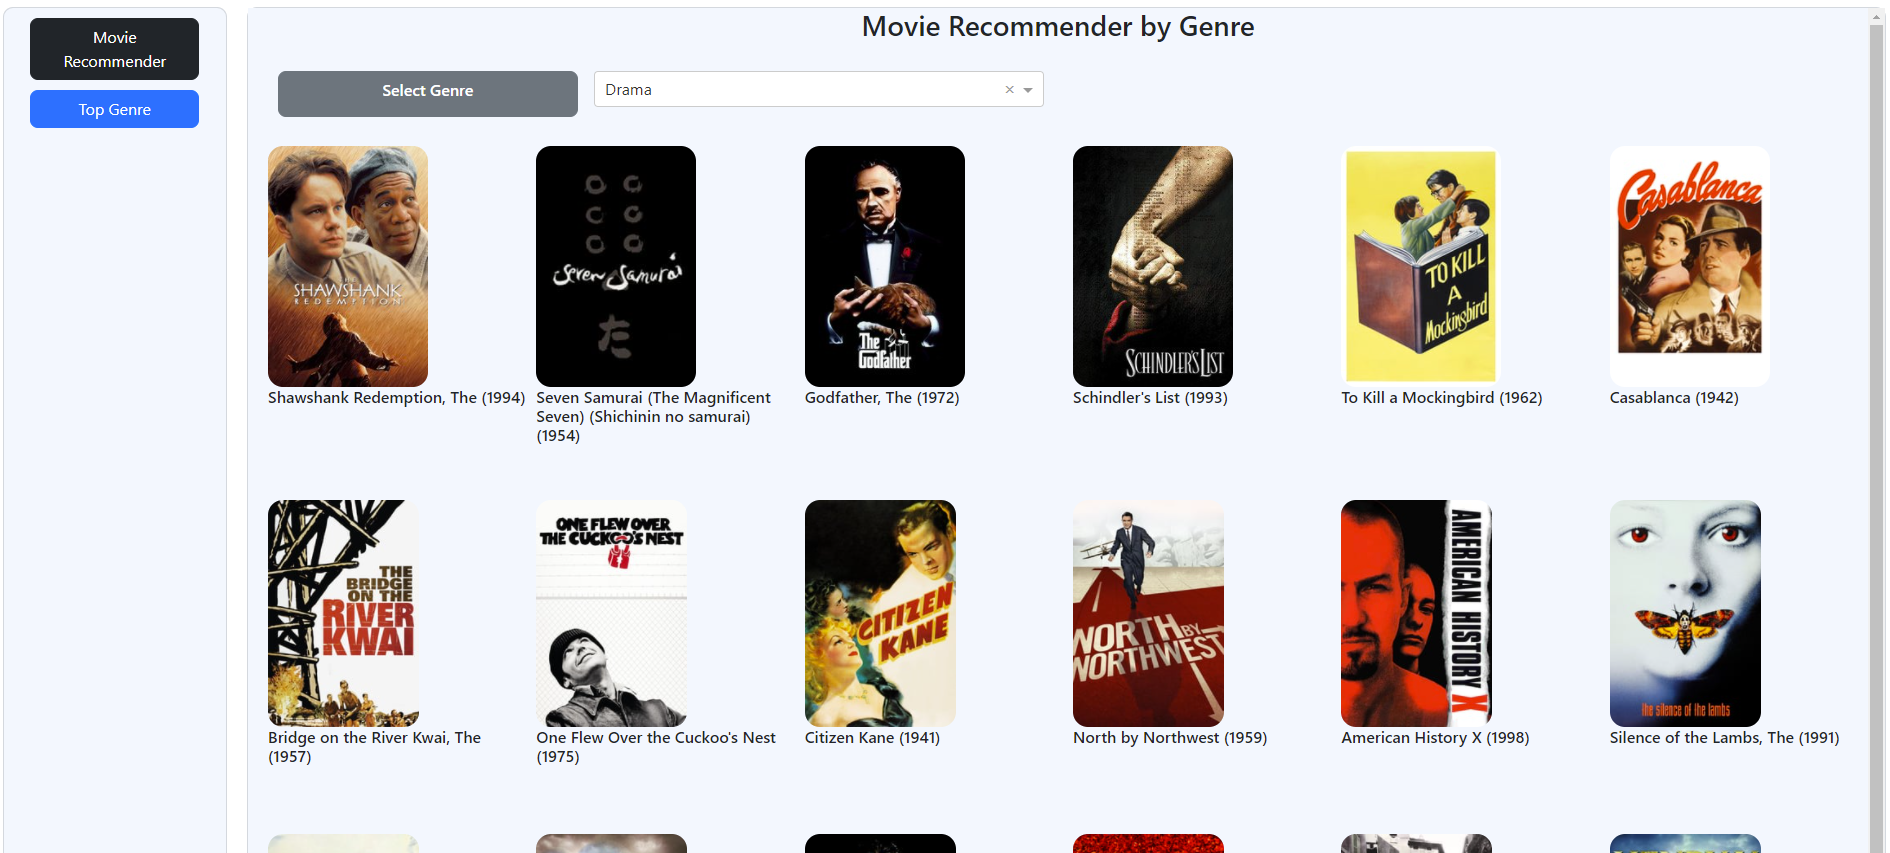 Movie
Recommender
Top Genre
Movie Recommender by Genre
Select Genre
Drama
THE
SHAWSHANK
REDEMPTION
Shawshank Redemption, The (1994)
Seven Samurai
た
Seven Samurai (The Magnificent
Seven) (Shichinin no samurai)
(1954)
The
Godfather
Godfather, The (1972)
SCHINDLER'S LIST
Schindler's List (1993)
TO KILL
A
Mockingbird
To Kill a Mockingbird (1962)
Casablanca
Casablanca (1942)
THE
BRIDGE
ON THE
RIVER
KWAI
Bridge on the River Kwai, The
(1957)
ONE FLEW OVER
THE CUCKOO'S NEST
One Flew Over the Cuckoo's Nest
(1975)
CITIZEN
KANE
Citizen Kane (1941)
NORTH BY
NORTHWEST
North by Northwest (1959)
AMERICAN HISTORY X
American History X (1998)
the silence of the lambs
Silence of the Lambs, The (1991)